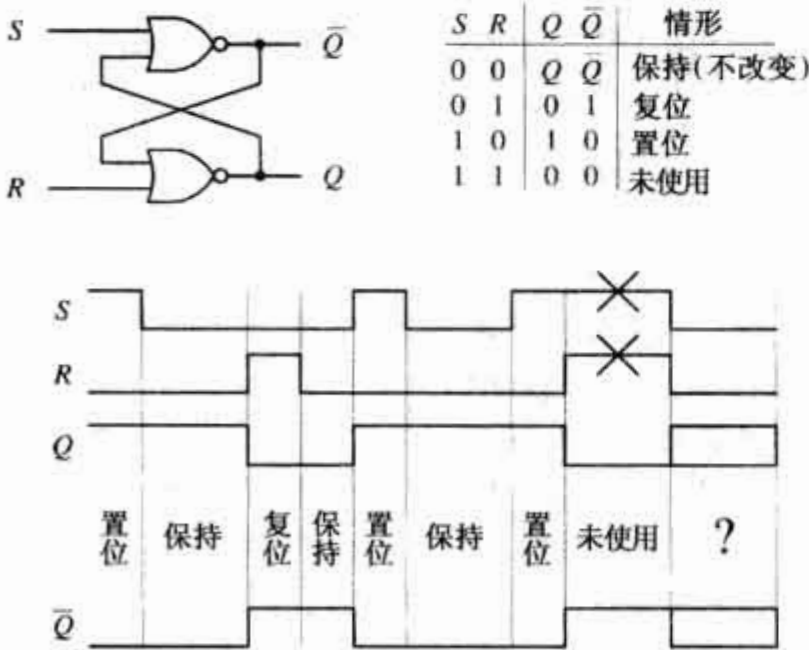 S
Q̅
R
Q
S R Q Q̅ 情形
0 0 Q Q̅ 保持(不改变)
0 1 0 1 复位
1 0 1 0 置位
1 1 0 0 未使用
S
R
Q
置位 保持 复位 保持 置位 保持 置位 未使用 ?
Q̅